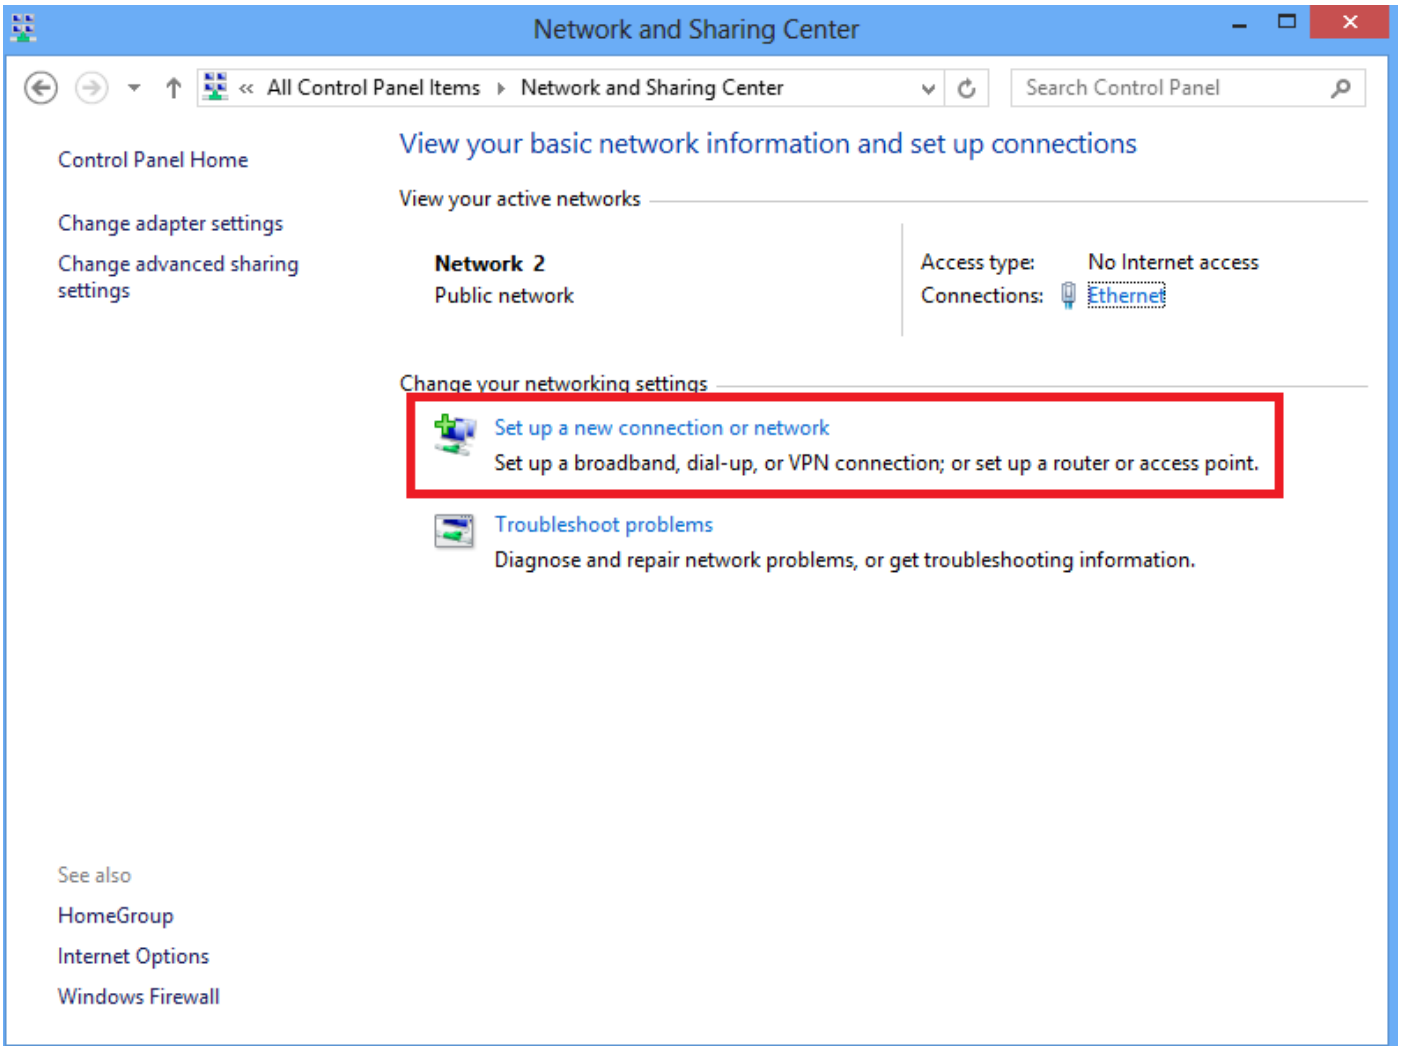 Network and Sharing Center
« All Control Panel Items Network and Sharing Center
Search Control Panel
Control Panel Home
Change adapter settings
Change advanced sharing
settings
View your basic network information and set up connections
View your active networks
Network 2
Public network
Access type: No Internet access
Connections: Ethernet
Change your networking settings
Set up a new connection or network
Set up a broadband, dial-up, or VPN connection; or set up a router or access point.
Troubleshoot problems
Diagnose and repair network problems, or get troubleshooting information.
See also
HomeGroup
Internet Options
Windows Firewall